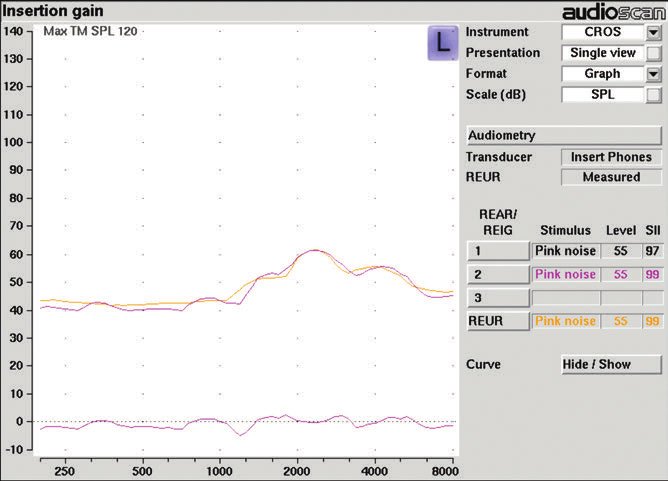 Insertion gain
audioscan
Max TM SPL 120
L
140
130
120
110
100
90
80
70
60
50
40
30
20
10
0
-10
250 500 1000 2000 4000 8000
Instrument CROS
Presentation Single view
Format Graph
Scale (dB) SPL
Audiometry
Transducer Insert Phones
REUR Measured
REAR/
REIG Stimulus Level SII
1 Pink noise 55 97
2 Pink noise 55 99
3
REUR Pink noise 55 99
Curve Hide / Show